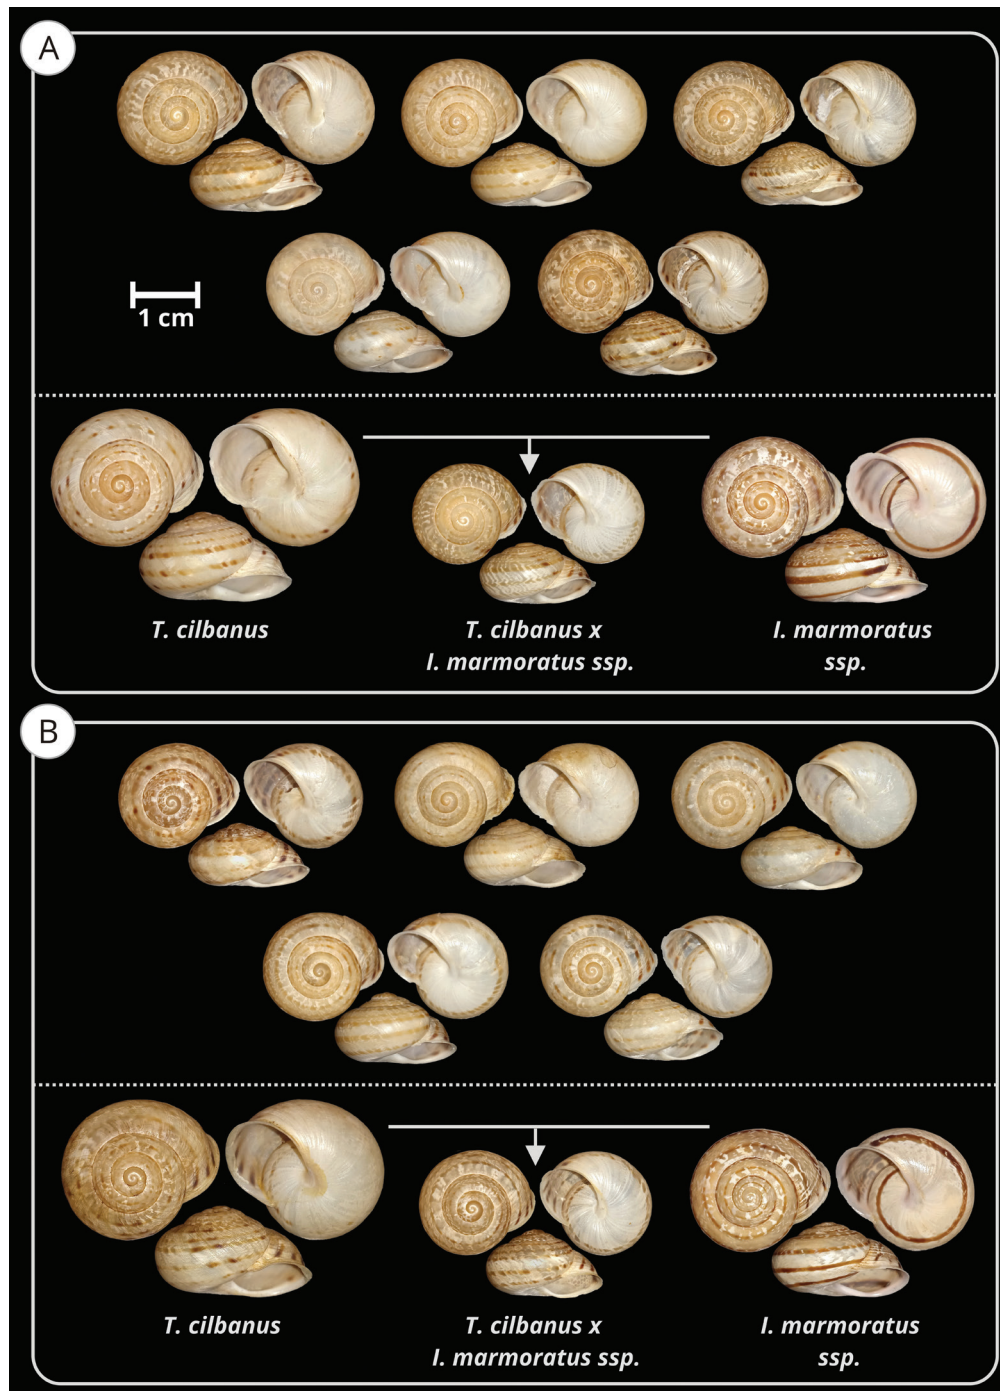 A
1 cm
T. cilbanus
T. cilbanus x
I. marmoratus ssp.
I. marmoratus
ssp.
B
T. cilbanus
T. cilbanus x
I. marmoratus ssp.
I. marmoratus
ssp.